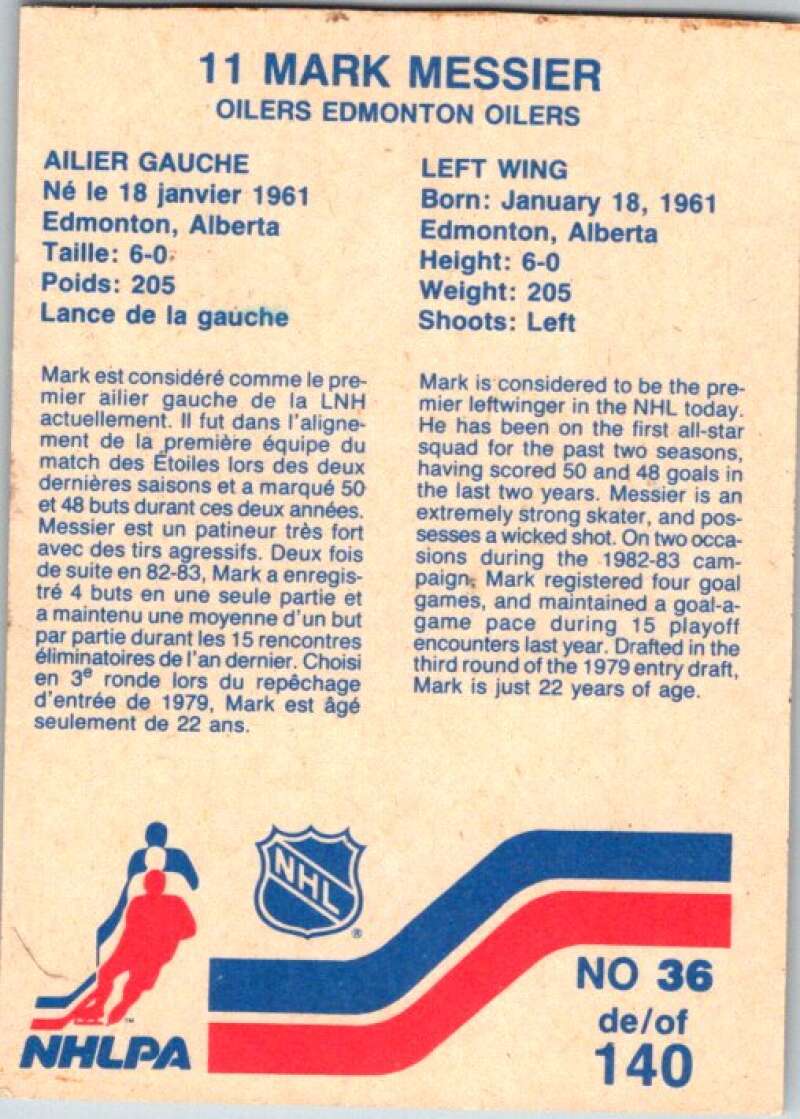 11 MARK MESSIER
OILERS EDMONTON OILERS
AILIER GAUCHE
Né le 18 janvier 1961
Edmonton, Alberta
Taille: 6-0
Poids: 205
Lance de la gauche
Mark est considéré comme le pre-
mier ailier gauche de la LNH
actuellement. Il fut dans l'aligne-
ment de la première équipe du
match des Étoiles lors des deux
dernières saisons et a marqué 50
et 48 buts durant ces deux années.
Messier est un patineur très fort
avec des tirs agressifs. Deux fois
de suite en 82-83, Mark a enregis-
tré 4 buts en une seule partie et
a maintenu une moyenne d'un but
par partie durant les 15 rencontres
éliminatoires de l'an dernier. Choisi
en 3e ronde lors du repêchage
d'entrée de 1979, Mark est âgé
seulement de 22 ans.
LEFT WING
Born: January 18, 1961
Edmonton, Alberta
Height: 6-0
Weight: 205
Shoots: Left
Mark is considered to be the pre-
mier leftwinger in the NHL today.
He has been on the first all-star
squad for the past two seasons,
having scored 50 and 48 goals in
the last two years. Messier is an
extremely strong skater, and pos-
sesses a wicked shot. On two occa-
sions during the 1982-83 cam-
paign, Mark registered four goal
games, and maintained a goal-a-
game pace during 15 playoff
encounters last year. Drafted in the
third round of the 1979 entry draft,
Mark is just 22 years of age.
NHL
®
™
NHLPA
NO 36
de/of
140